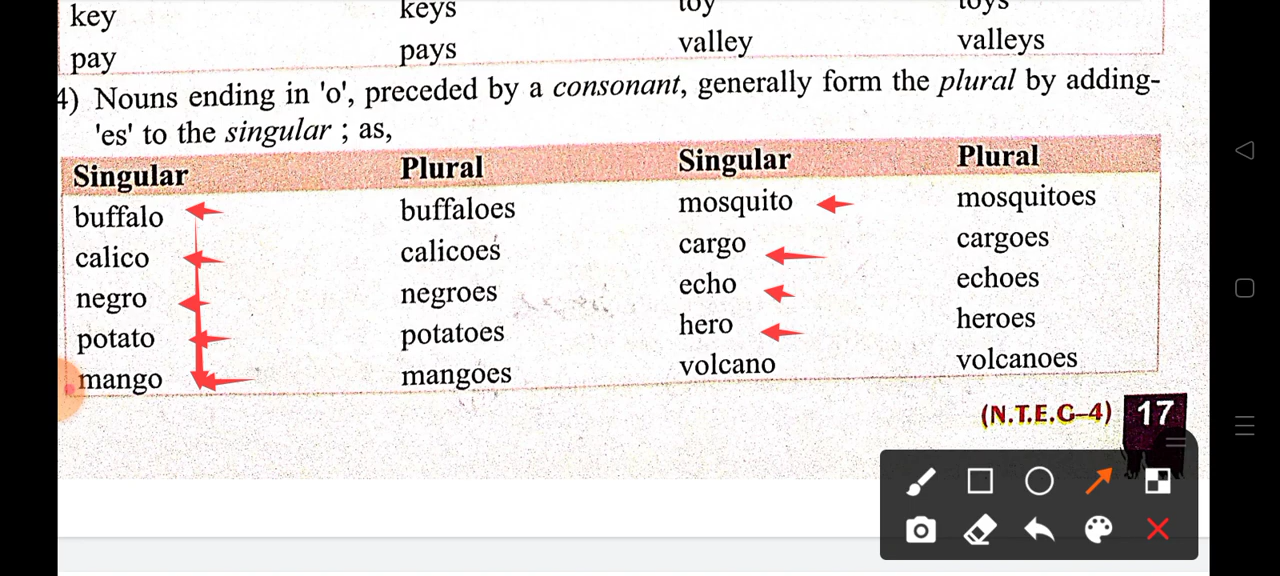 key keys toy toys
pay pays valley valleys
4) Nouns ending in 'o', preceded by a consonant, generally form the plural by adding-
'es' to the singular ; as,
Singular Plural Singular Plural
buffalo buffaloes mosquito mosquitoes
calico calicoes cargo cargoes
negro negroes echo echoes
potato potatoes hero heroes
mango mangoes volcano volcanoes
(N.T.E.G-4) 17